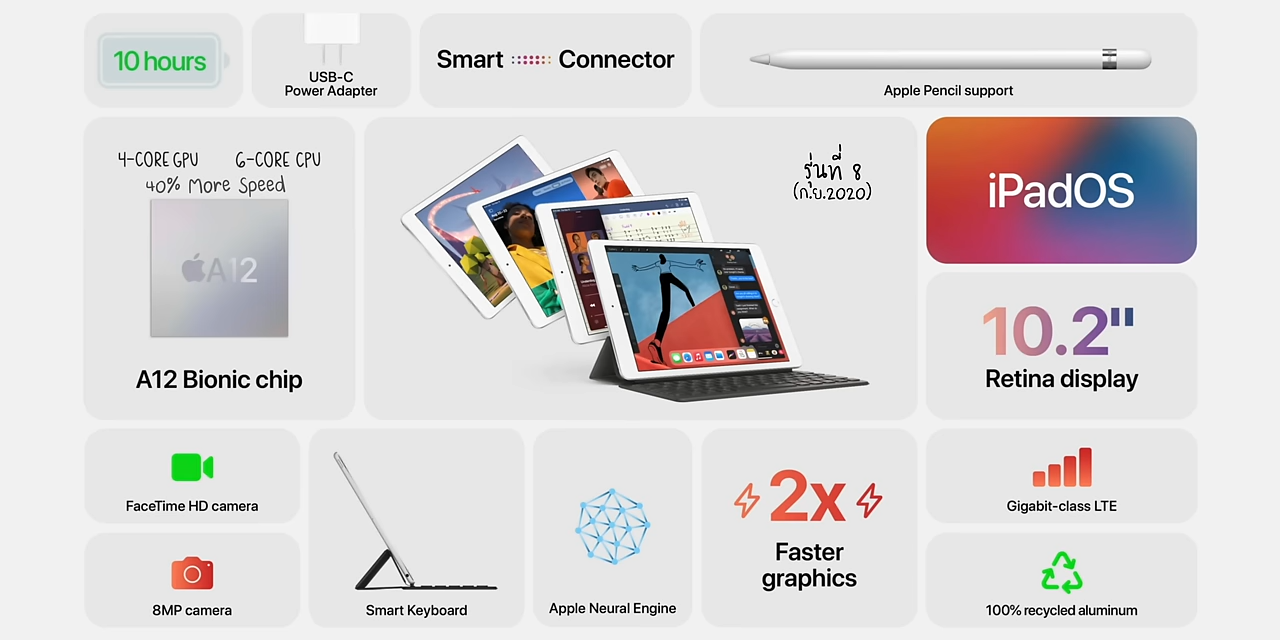 10 hours
USB-C
Power Adapter
Smart Connector
Apple Pencil support
4-CORE GPU 6-CORE CPU
40% More Speed
A12
A12 Bionic chip
รุ่นที่ 8
(ก.ย.2020)
iPadOS
10.2"
Retina display
FaceTime HD camera
8MP camera
Smart Keyboard
Apple Neural Engine
2x
Faster
graphics
Gigabit-class LTE
100% recycled aluminum